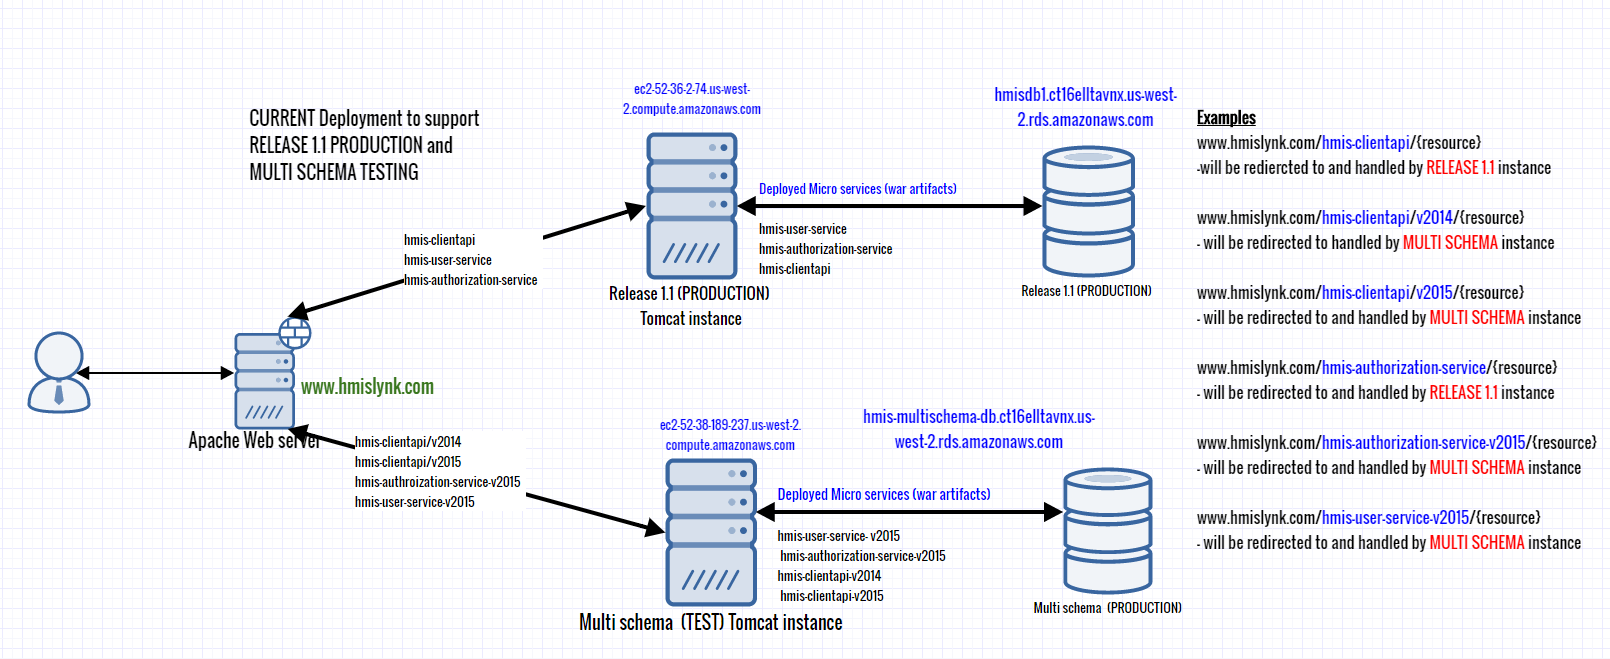 CURRENT Deployment to support
RELEASE 1.1 PRODUCTION and
MULTI SCHEMA TESTING
ec2-52-36-2-74.us-west-
2.compute.amazonaws.com
hmisdb1.ct16elltavnx.us-west-
2.rds.amazonaws.com
Deployed Micro services (war artifacts)
hmis-user-service
hmis-authorization-service
hmis-clientapi
hmis-clientapi
hmis-user-service
hmis-authorization-service
Release 1.1 (PRODUCTION)
Tomcat instance
Release 1.1 (PRODUCTION)
www.hmislynk.com
Apache Web server
hmis-clientapi/v2014
hmis-clientapi/v2015
hmis-authroization-service-v2015
hmis-user-service-v2015
ec2-52-38-189-237.us-west-2.
compute.amazonaws.com
hmis-multischema-db.ct16elltavnx.us-
west-2.rds.amazonaws.com
Deployed Micro services (war artifacts)
hmis-user-service- v2015
hmis-authorization-service-v2015
hmis-clientapi-v2014
hmis-clientapi-v2015
Multi schema (TEST) Tomcat instance
Multi schema (PRODUCTION)
Examples
www.hmislynk.com/hmis-clientapi/{resource}
-will be rediercted to and handled by RELEASE 1.1 instance
www.hmislynk.com/hmis-clientapi/v2014/{resource}
- will be redirected to handled by MULTI SCHEMA instance
www.hmislynk.com/hmis-clientapi/v2015/{resource}
- will be redirected to and handled by MULTI SCHEMA instance
www.hmislynk.com/hmis-authorization-service/{resource}
- will be redirected to and handled by RELEASE 1.1 instance
www.hmislynk.com/hmis-authorization-service-v2015/{resource}
- will be redirected to and handled by MULTI SCHEMA instance
www.hmislynk.com/hmis-user-service-v2015/{resource}
- will be redirected to and handled by MULTI SCHEMA instance